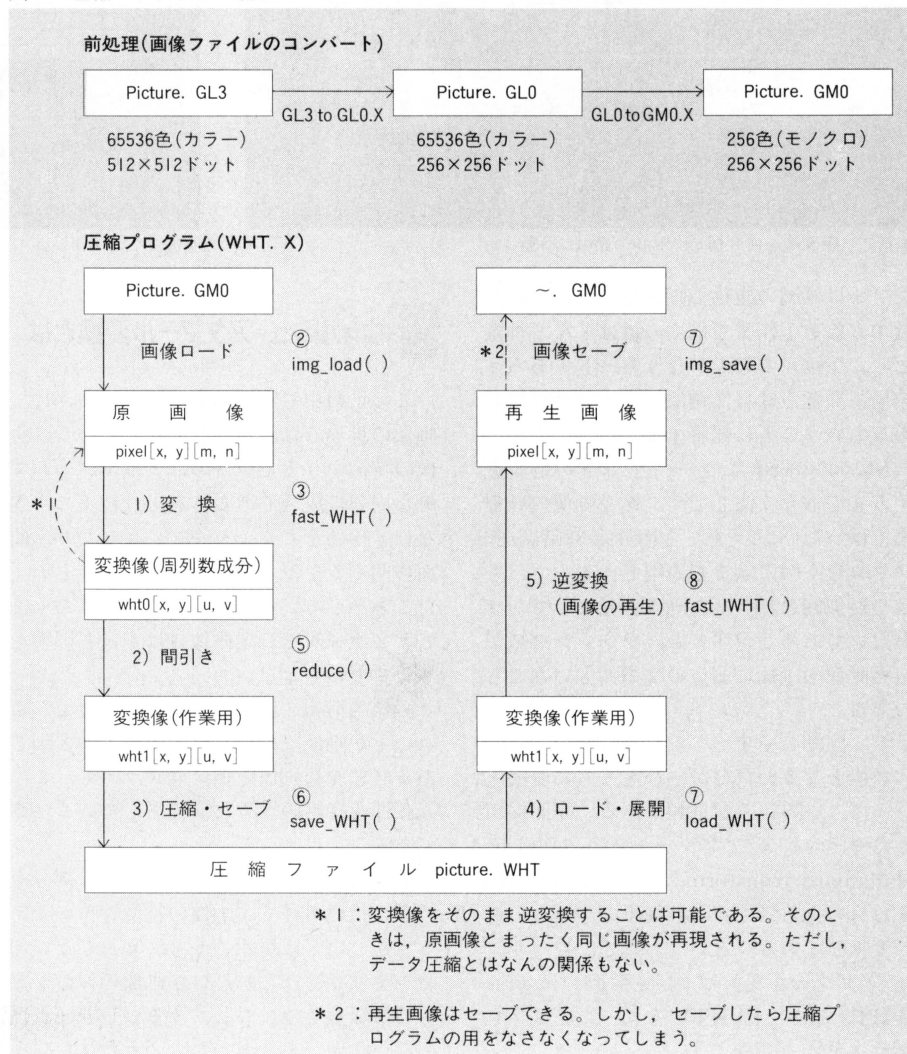 前処理(画像ファイルのコンバート)
Picture. GL3
GL3 to GL0.X
Picture. GL0
GL0 to GM0.X
Picture. GM0
65536色(カラー)
512×512ドット
65536色(カラー)
256×256ドット
256色(モノクロ)
256×256ドット
圧縮プログラム(WHT. X)
Picture. GM0
画像ロード
②
img_load( )
原 画 像
pixel[x, y][m, n]
*1
1) 変 換
③
fast_WHT( )
変換像(周列数成分)
wht0[x, y][u, v]
2) 間引き
⑤
reduce( )
変換像(作業用)
wht1[x, y][u, v]
3) 圧縮・セーブ
⑥
save_WHT( )
〜. GM0
*2 画像セーブ
⑦
img_save( )
再 生 画 像
pixel[x, y][m, n]
5) 逆変換
(画像の再生)
⑧
fast_IWHT( )
変換像(作業用)
wht1[x, y][u, v]
4) ロード・展開
⑦
load_WHT( )
圧 縮 フ ァ イ ル picture. WHT
*1:変換像をそのまま逆変換することは可能である。そのと
きは,原画像とまったく同じ画像が再現される。ただし,
データ圧縮とはなんの関係もない。
*2:再生画像はセーブできる。しかし,セーブしたら圧縮プ
ログラムの用をなさなくなってしまう。